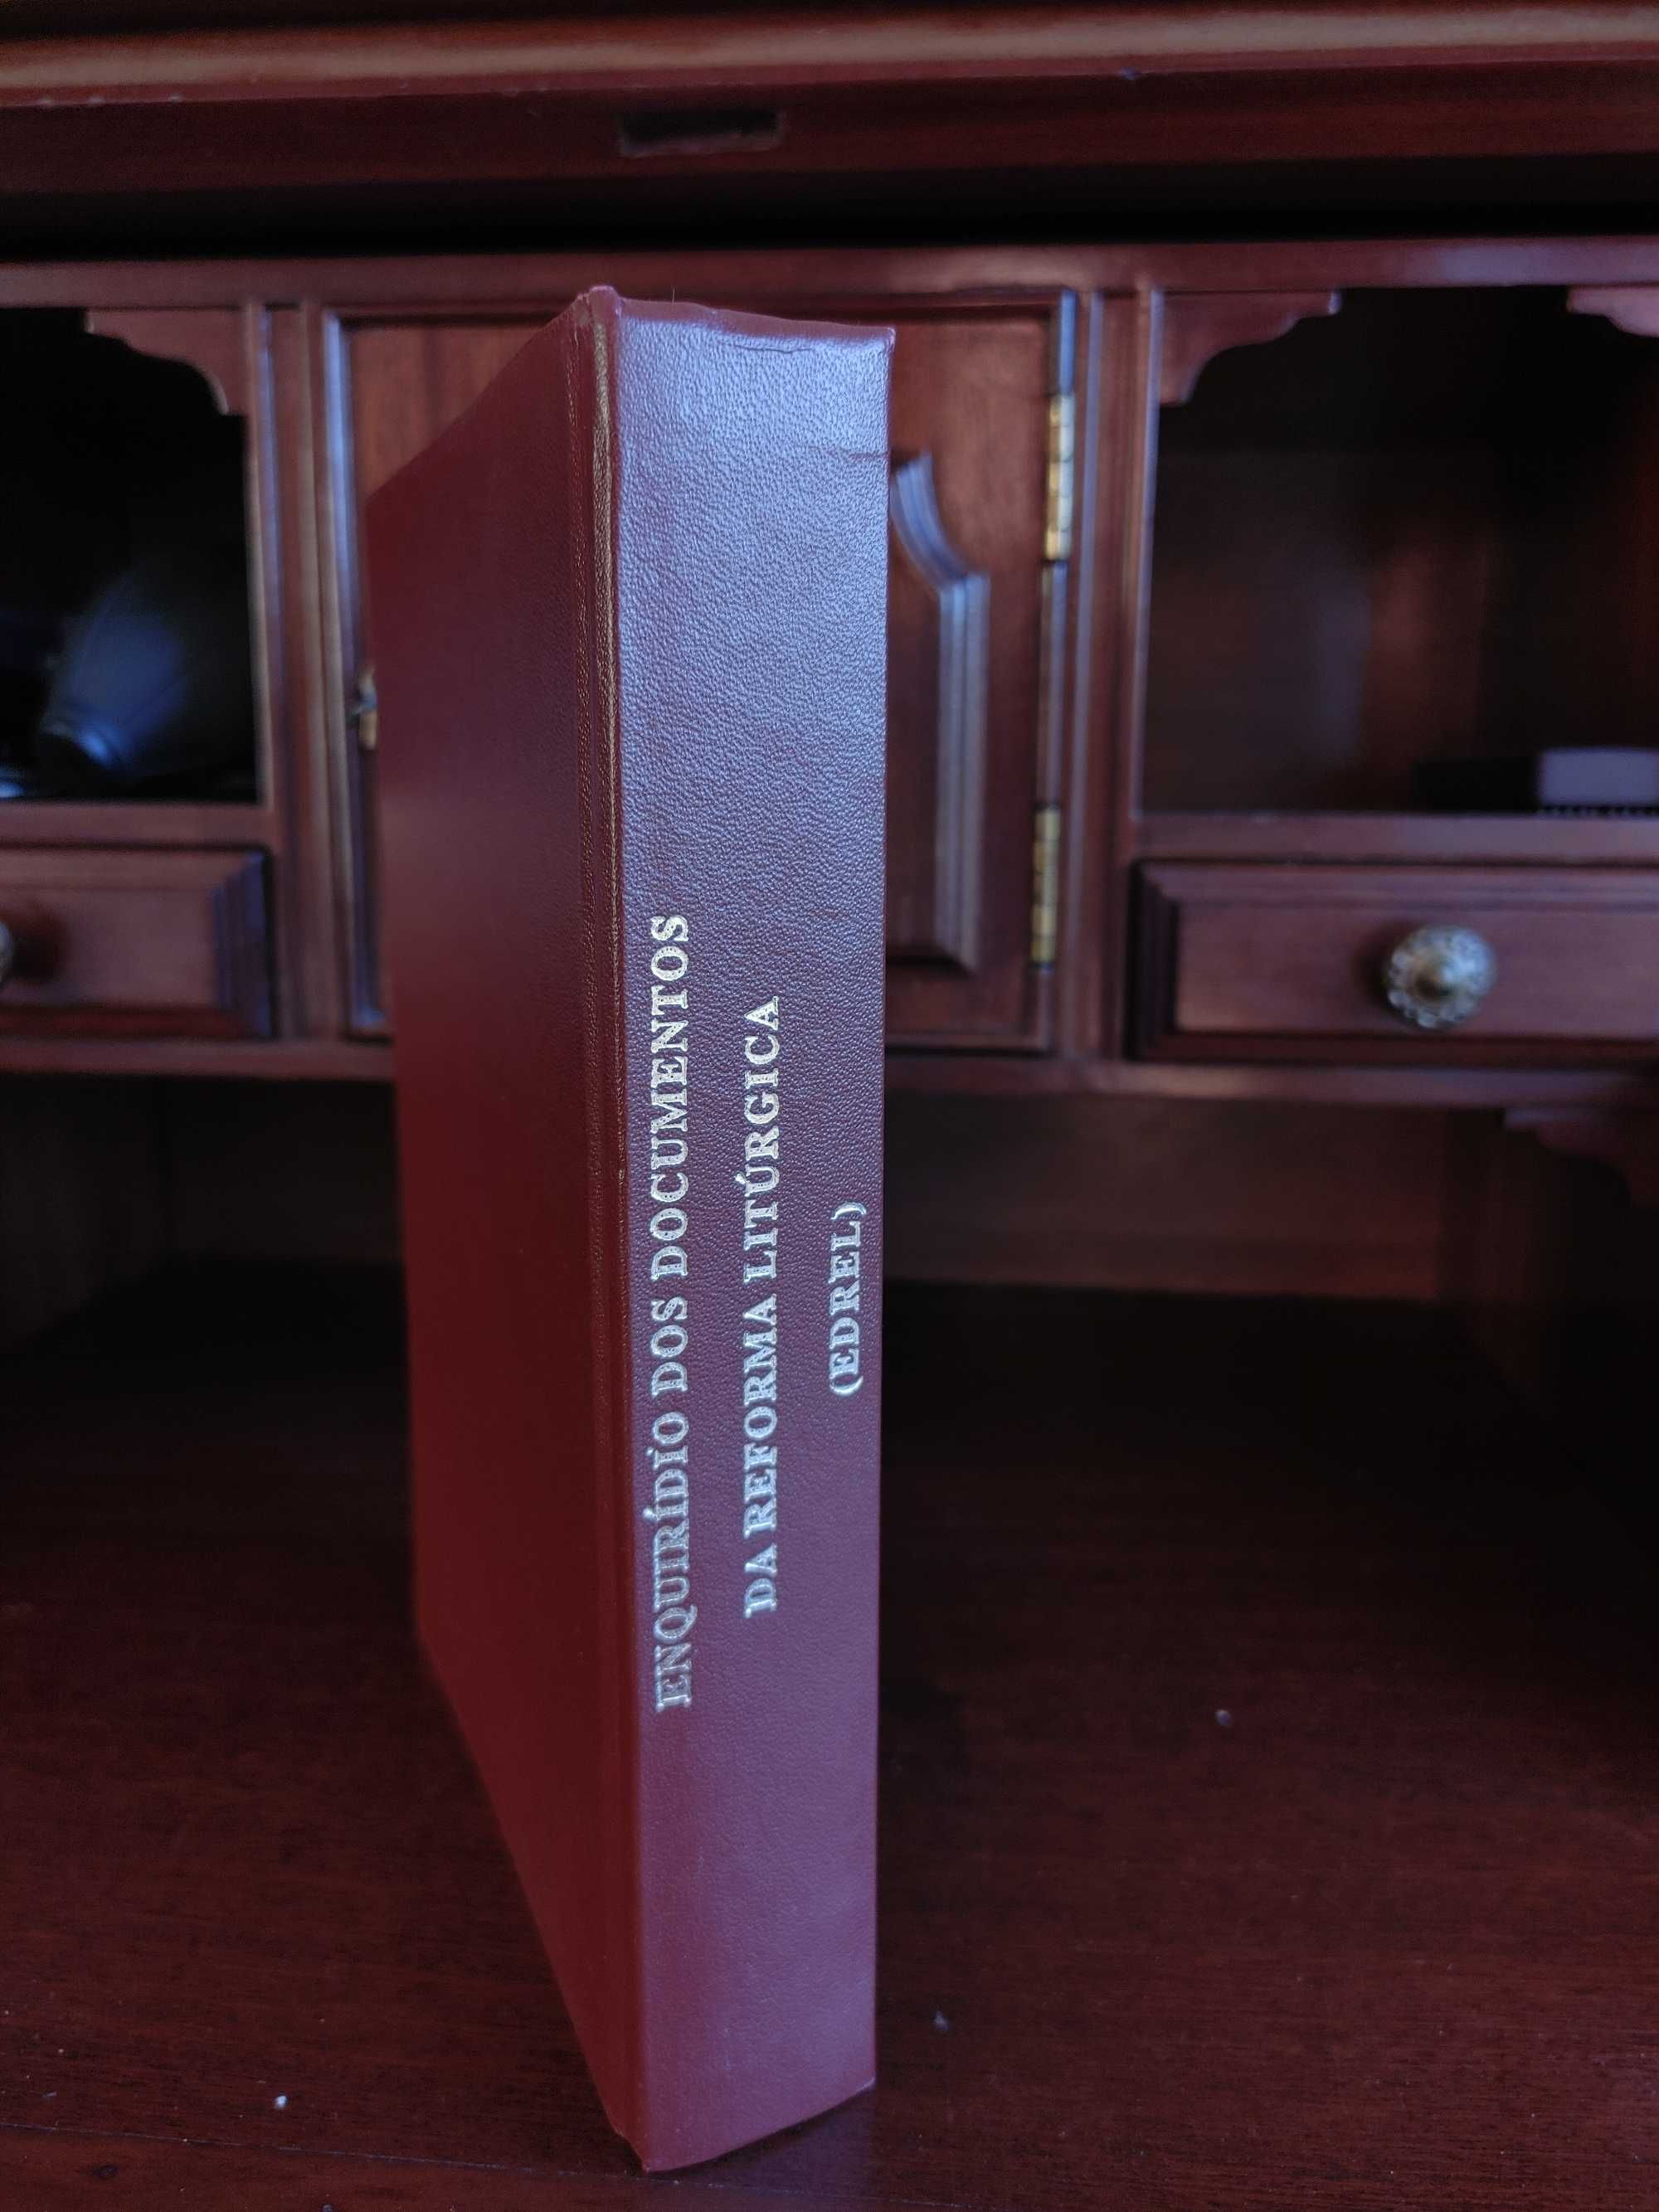 ENQUIRÍDIO DOS DOCUMENTOS
DA REFORMA LITÚRGICA
(EDREL)